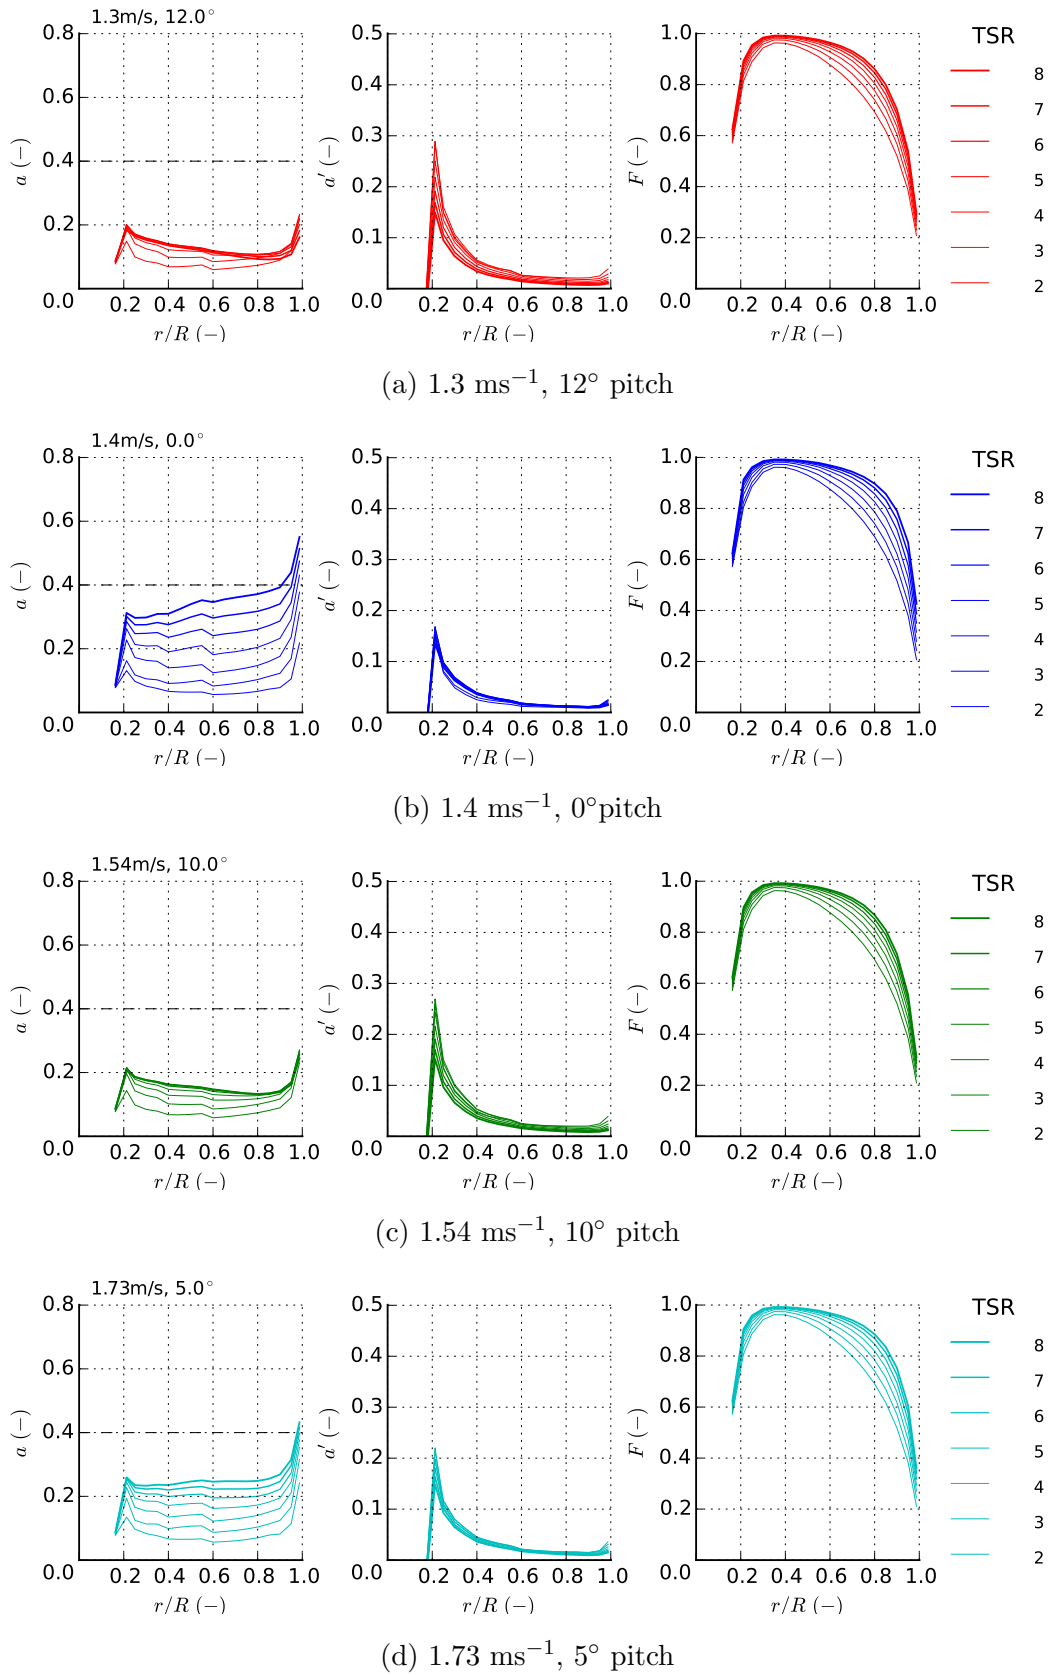 1.3m/s, 12.0°
0.8 0.6 0.4 0.2 0.0
a (−)
0.2 0.4 0.6 0.8 1.0
r/R (−)
0.5 0.4 0.3 0.2 0.1 0.0
a′ (−)
0.2 0.4 0.6 0.8 1.0
r/R (−)
1.0 0.8 0.6 0.4 0.2 0.0
F (−)
0.2 0.4 0.6 0.8 1.0
r/R (−)
TSR
8
7
6
5
4
3
2
(a) 1.3 ms⁻¹, 12° pitch
1.4m/s, 0.0°
0.8 0.6 0.4 0.2 0.0
a (−)
0.2 0.4 0.6 0.8 1.0
r/R (−)
0.5 0.4 0.3 0.2 0.1 0.0
a′ (−)
0.2 0.4 0.6 0.8 1.0
r/R (−)
1.0 0.8 0.6 0.4 0.2 0.0
F (−)
0.2 0.4 0.6 0.8 1.0
r/R (−)
TSR
8
7
6
5
4
3
2
(b) 1.4 ms⁻¹, 0°pitch
1.54m/s, 10.0°
0.8 0.6 0.4 0.2 0.0
a (−)
0.2 0.4 0.6 0.8 1.0
r/R (−)
0.5 0.4 0.3 0.2 0.1 0.0
a′ (−)
0.2 0.4 0.6 0.8 1.0
r/R (−)
1.0 0.8 0.6 0.4 0.2 0.0
F (−)
0.2 0.4 0.6 0.8 1.0
r/R (−)
TSR
8
7
6
5
4
3
2
(c) 1.54 ms⁻¹, 10° pitch
1.73m/s, 5.0°
0.8 0.6 0.4 0.2 0.0
a (−)
0.2 0.4 0.6 0.8 1.0
r/R (−)
0.5 0.4 0.3 0.2 0.1 0.0
a′ (−)
0.2 0.4 0.6 0.8 1.0
r/R (−)
1.0 0.8 0.6 0.4 0.2 0.0
F (−)
0.2 0.4 0.6 0.8 1.0
r/R (−)
TSR
8
7
6
5
4
3
2
(d) 1.73 ms⁻¹, 5° pitch